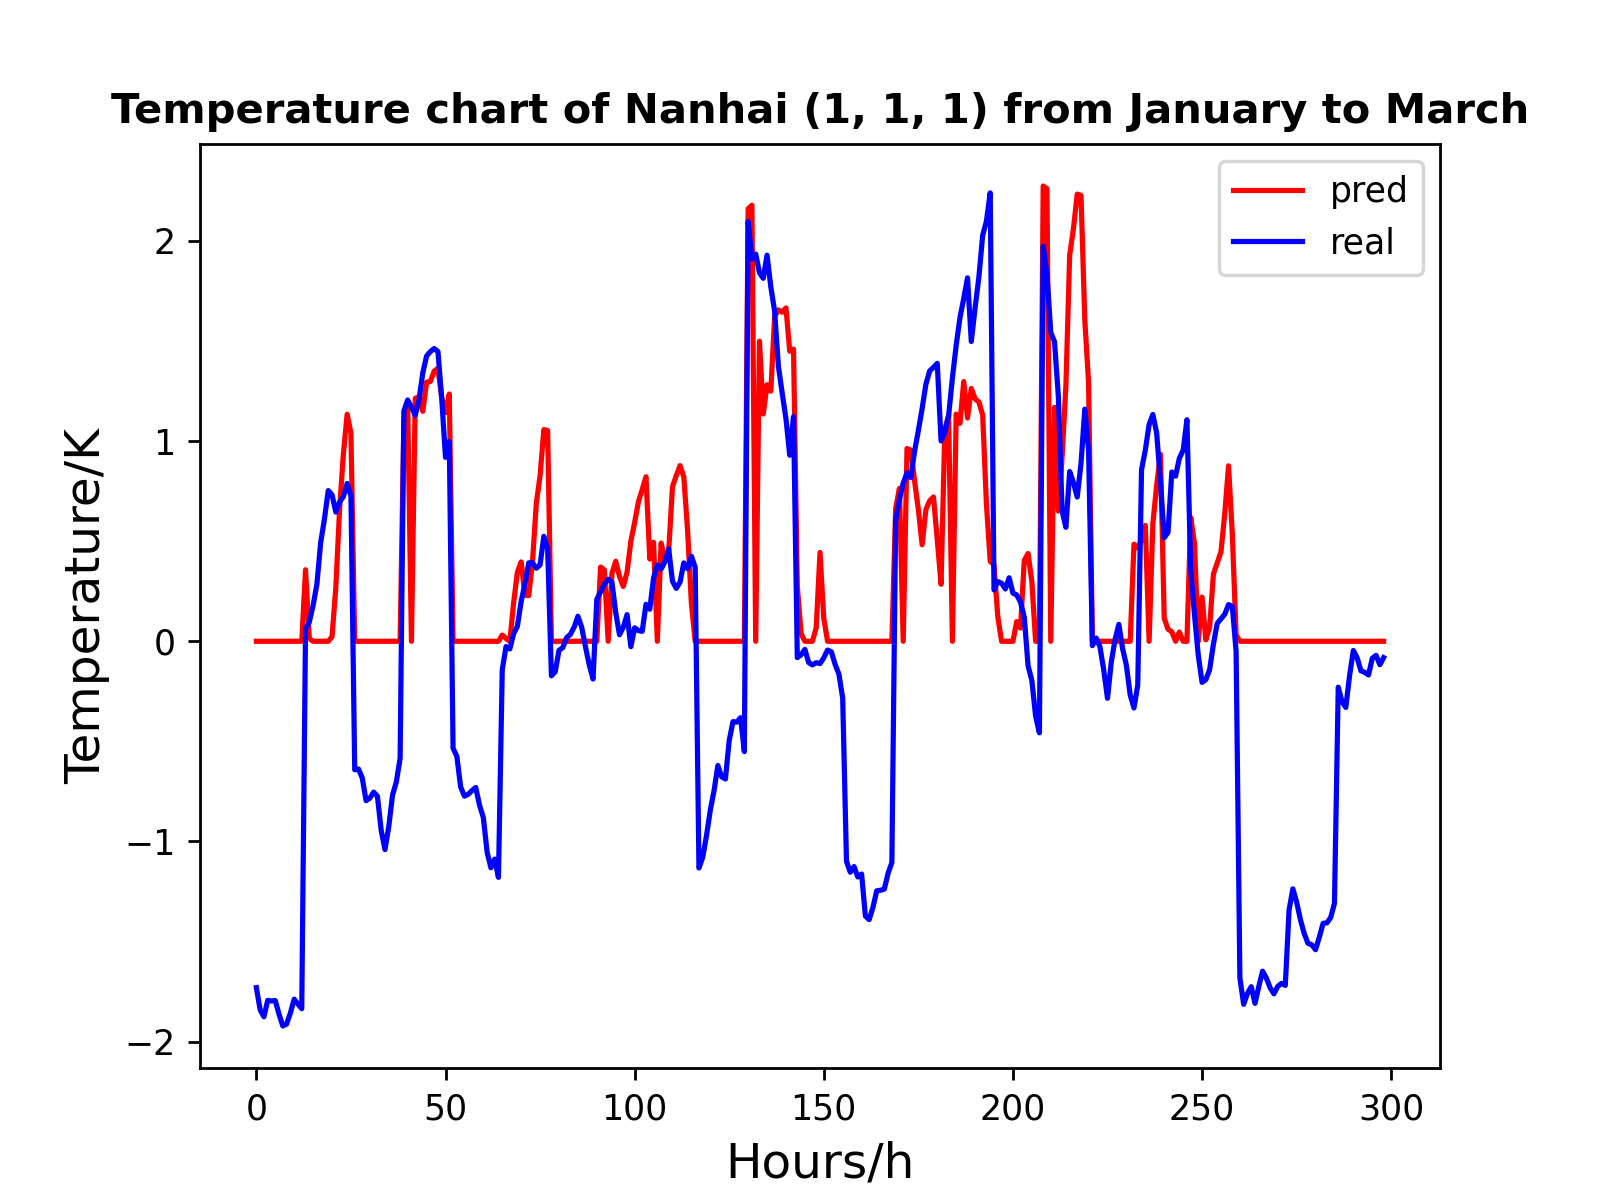 Temperature chart of Nanhai (1, 1, 1) from January to March
pred
real
2
1
0
−1
−2
Temperature/K
0 50 100 150 200 250 300
Hours/h